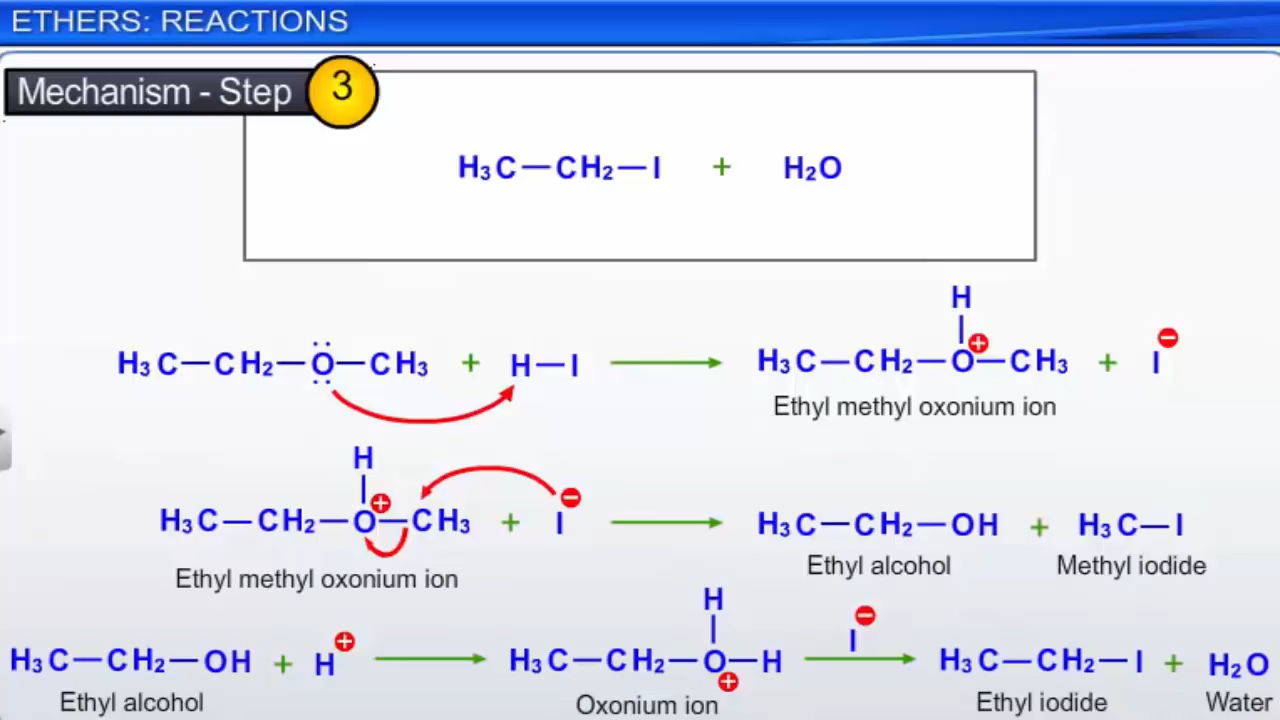 ETHERS: REACTIONS
Mechanism - Step 3
H₃C—CH₂—I + H₂O
H
H₃C—CH₂—O—CH₃ + H—I → H₃C—CH₂—O⊕—CH₃ + I⊖
Ethyl methyl oxonium ion
H
H₃C—CH₂—O⊕—CH₃ + I⊖ → H₃C—CH₂—OH + H₃C—I
Ethyl methyl oxonium ion Ethyl alcohol Methyl iodide
H
H₃C—CH₂—OH + H⊕ → H₃C—CH₂—O⊕—H I⊖ → H₃C—CH₂—I + H₂O
Ethyl alcohol Oxonium ion Ethyl iodide Water